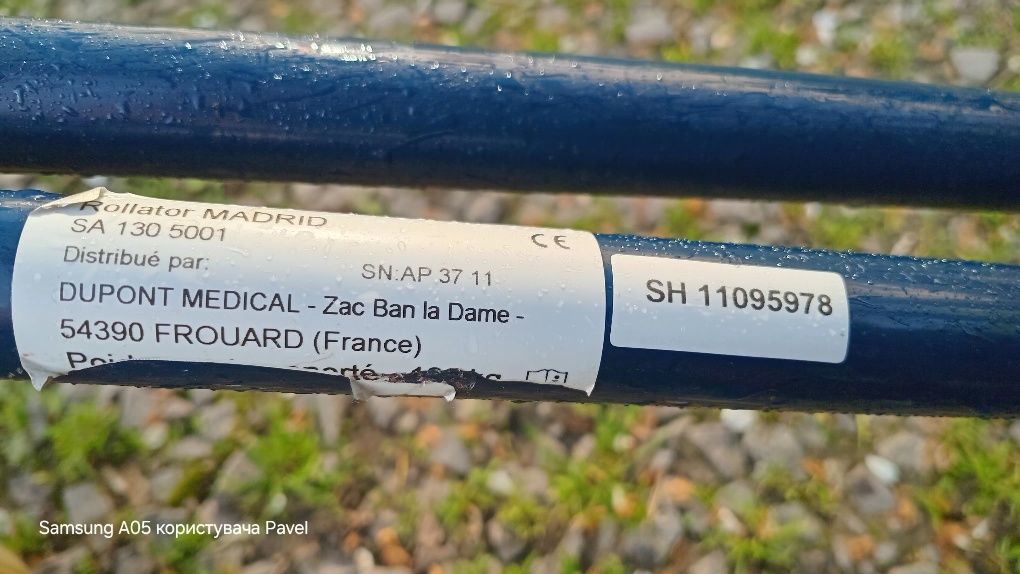 Rollator MADRID
SA 130 5001
CE
Distribué par:
SN:AP 37 11
DUPONT MEDICAL - Zac Ban la Dame -
54390 FROUARD (France)
SH 11095978
Samsung A05 користувача Pavel